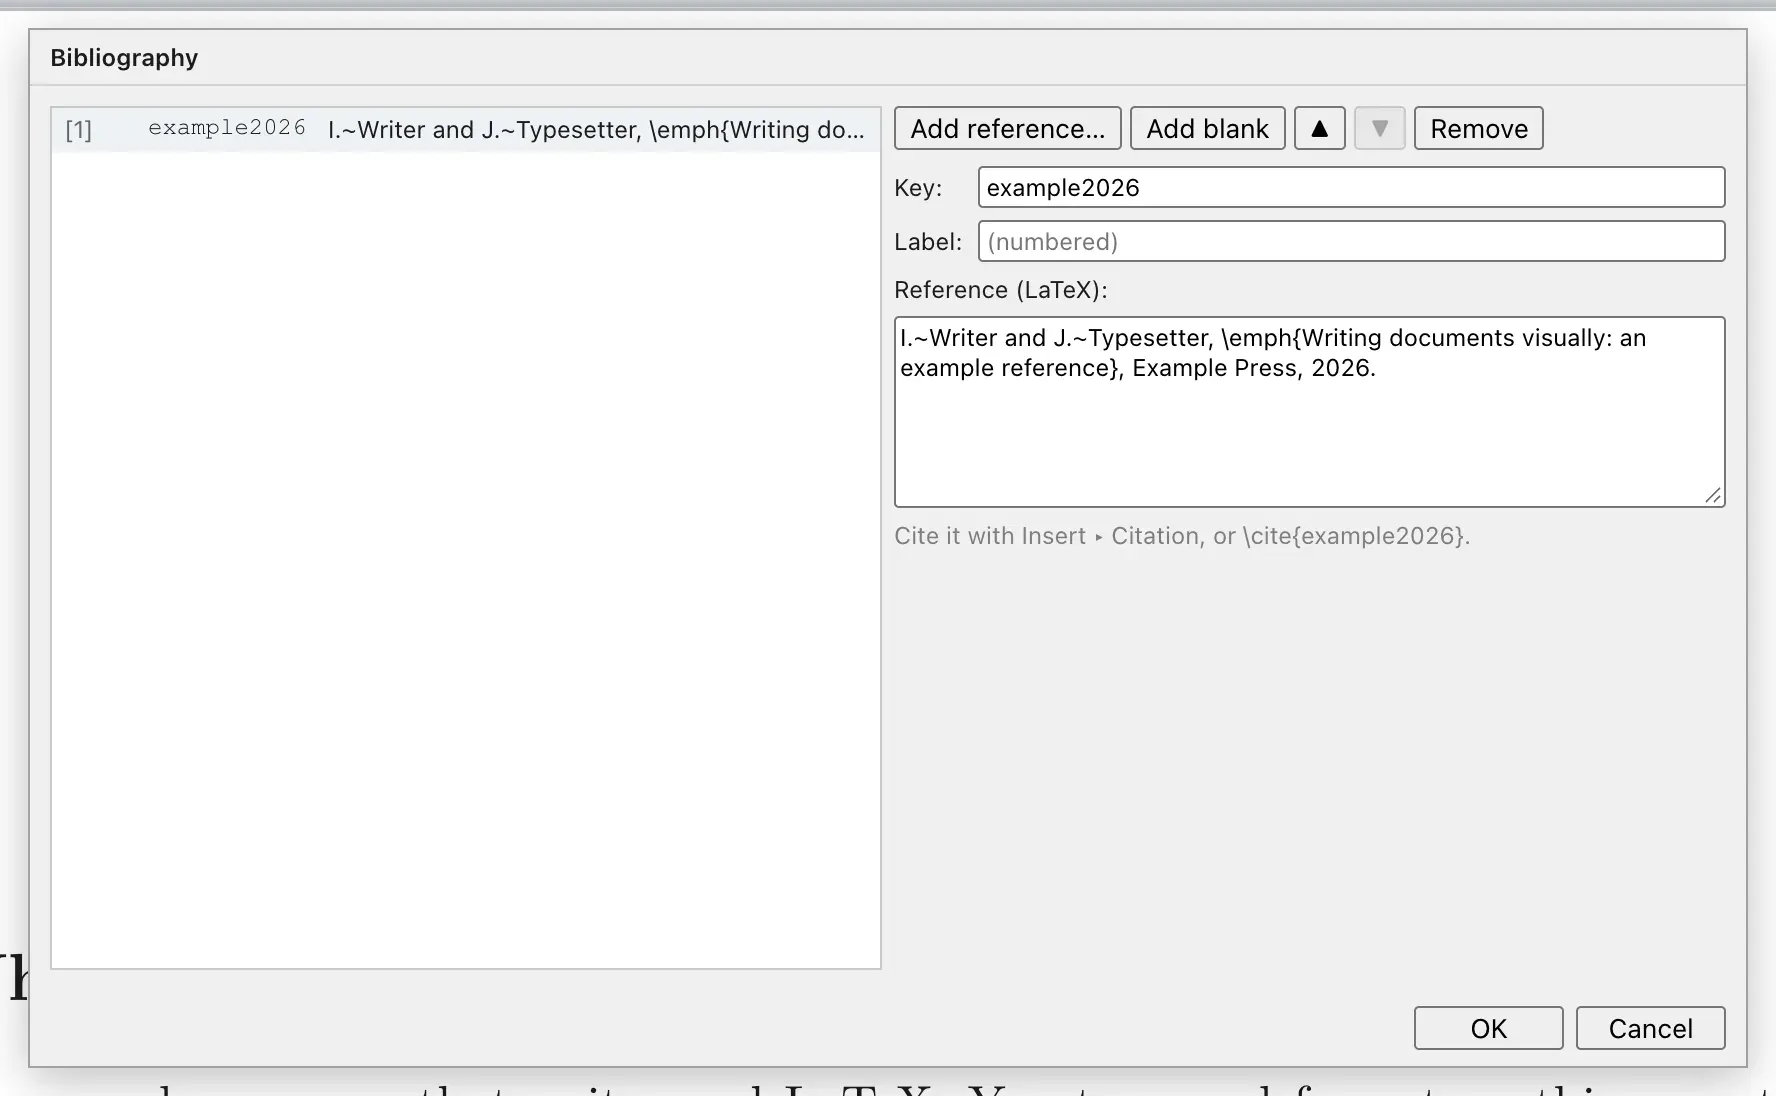 Bibliography
[1] example2026 I.~Writer and J.~Typesetter, \emph{Writing do...
Add reference... Add blank ▲ ▼ Remove
Key: example2026
Label: (numbered)
Reference (LaTeX):
I.~Writer and J.~Typesetter, \emph{Writing documents visually: an
example reference}, Example Press, 2026.
Cite it with Insert ‣ Citation, or \cite{example2026}.
OK Cancel